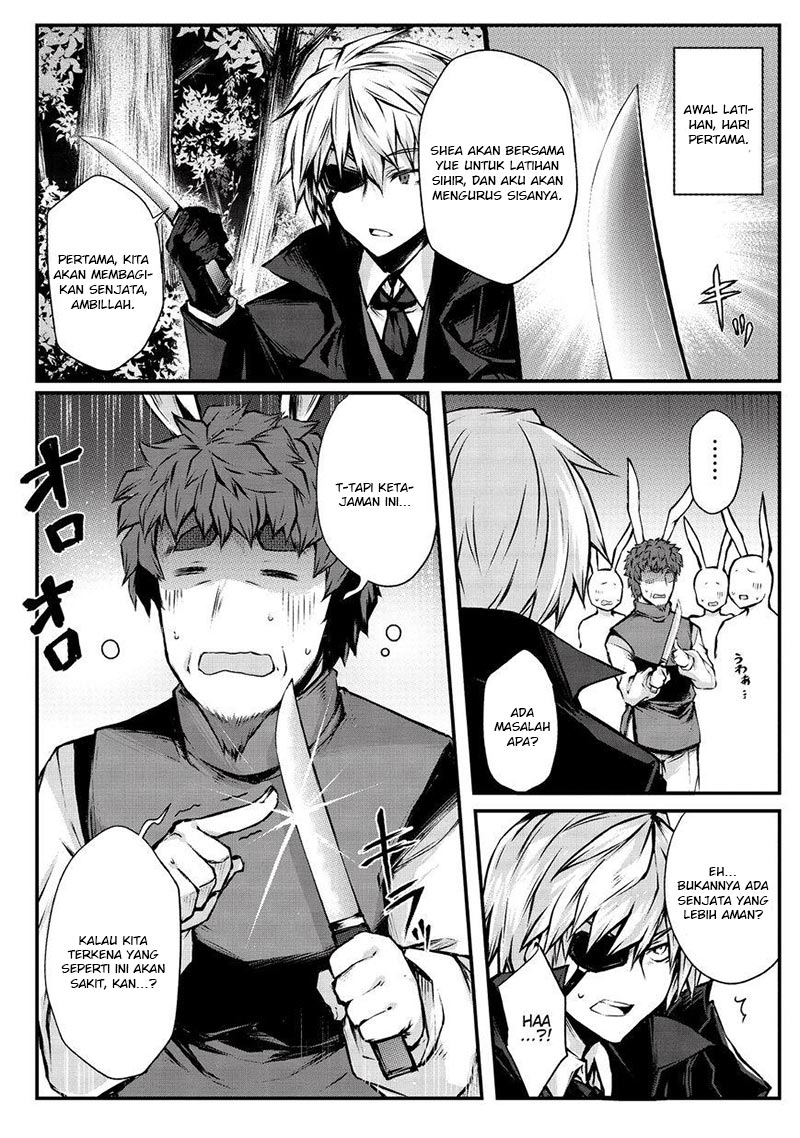 AWAL LATI-
HAN, HARI
PERTAMA.
SHEA AKAN BERSAMA
YUE UNTUK LATIHAN
SIHIR, DAN AKU AKAN
MENGURUS SISANYA.
PERTAMA, KITA
AKAN MEMBAGI-
KAN SENJATA,
AMBILLAH.
ギラッ
......
うわぁ…
ADA
MASALAH
APA?
T-TAPI KETA-
JAMAN INI...
オロ
オロ
KALAU KITA
TERKENA YANG
SEPERTI INI AKAN
SAKIT, KAN...?
EH...
BUKANNYA ADA
SENJATA YANG
LEBIH AMAN?
HAA
...?!